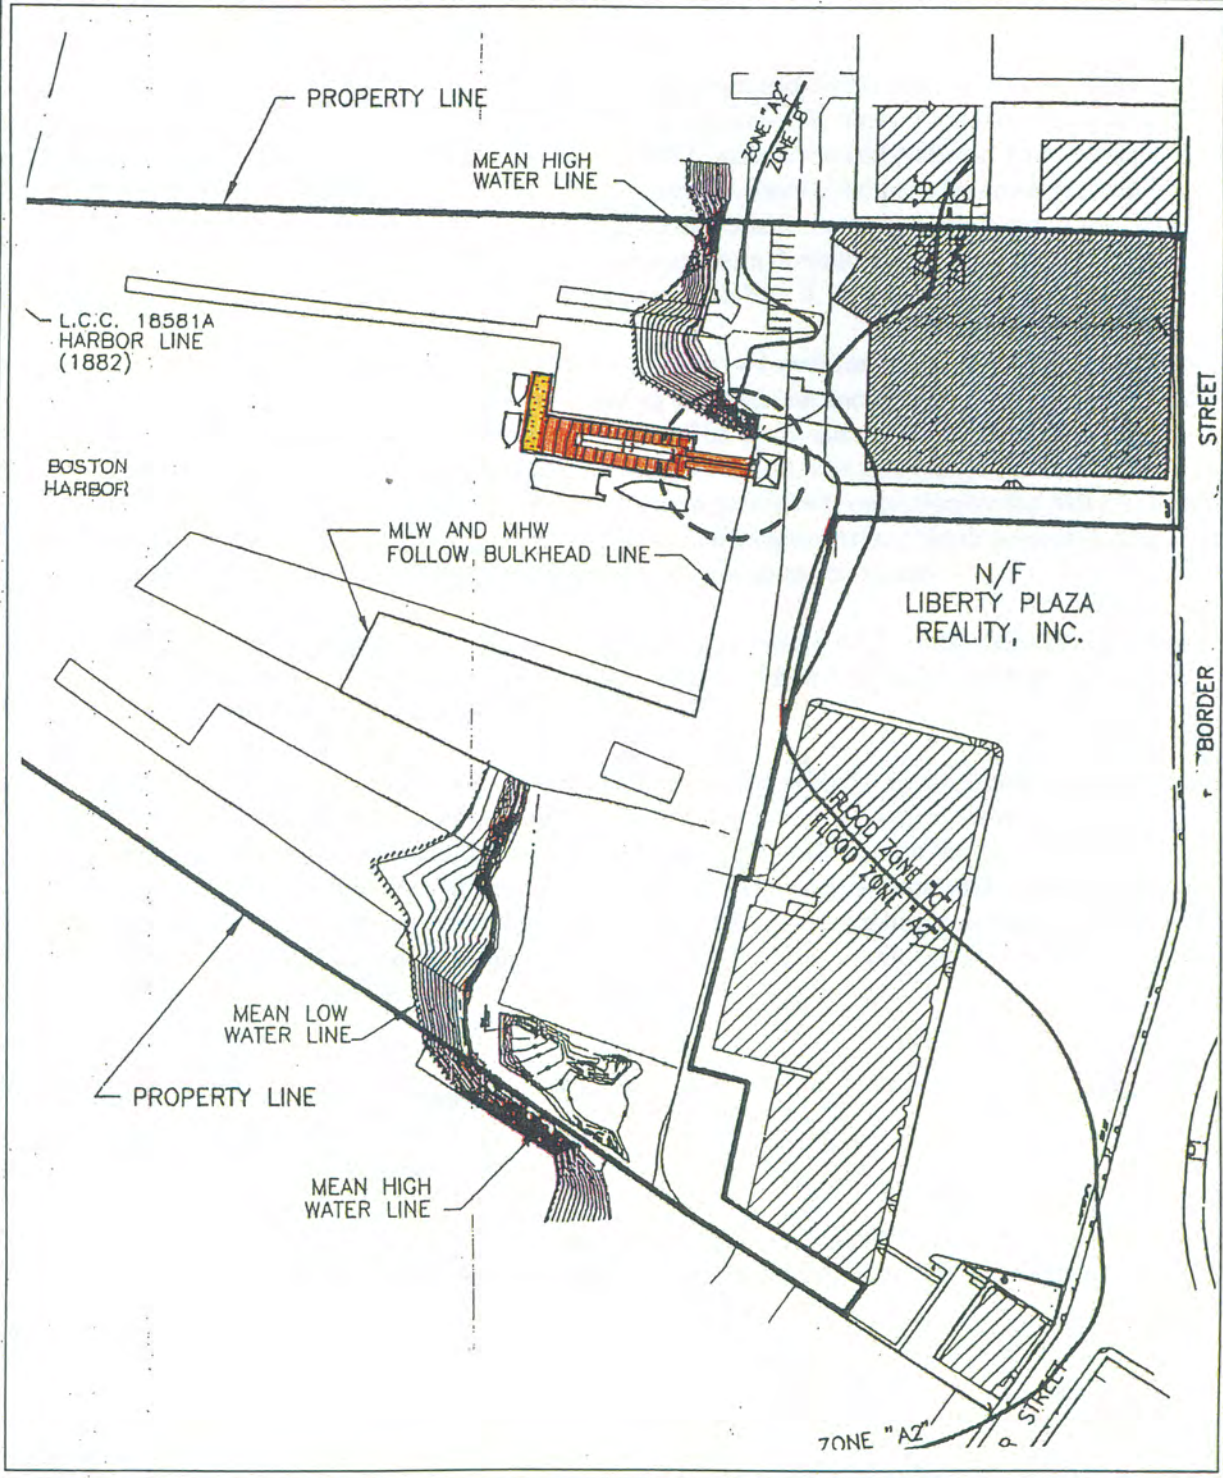 PROPERTY LINE
MEAN HIGH
WATER LINE
ZONE "A2"
ZONE "B"
ZONE "B"
L.C.C. 18581A
HARBOR LINE
(1882)
STREET
BOSTON
HARBOR
MLW AND MHW
FOLLOW BULKHEAD LINE
N/F
LIBERTY PLAZA
REALITY, INC.
BORDER
FLOOD ZONE "C"
FLOOD ZONE "A2"
MEAN LOW
WATER LINE
PROPERTY LINE
MEAN HIGH
WATER LINE
STREET
ZONE "A2"